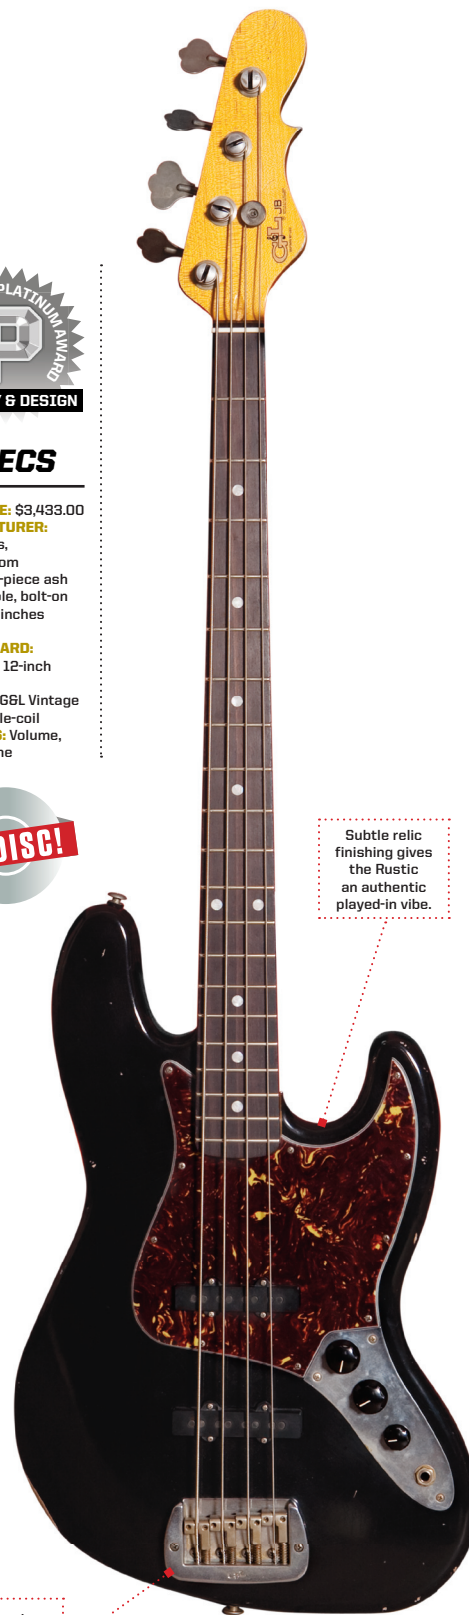 G&L JB
PLATINUM AWARD
P
& DESIGN
ECS
E: $3,433.00
TURER:
s,
om
-piece ash
le, bolt-on
inches
ARD:
12-inch
G&L Vintage
le-coil
S: Volume,
ne
DISC!
Subtle relic
finishing gives
the Rustic
an authentic
played-in vibe.